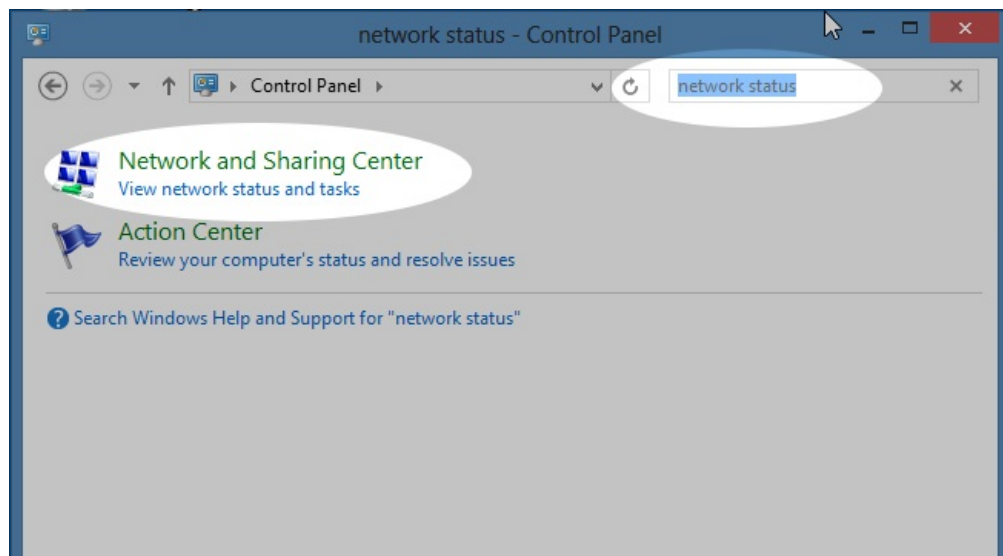 network status - Control Panel
Control Panel
network status
Network and Sharing Center
View network status and tasks
Action Center
Review your computer's status and resolve issues
Search Windows Help and Support for "network status"